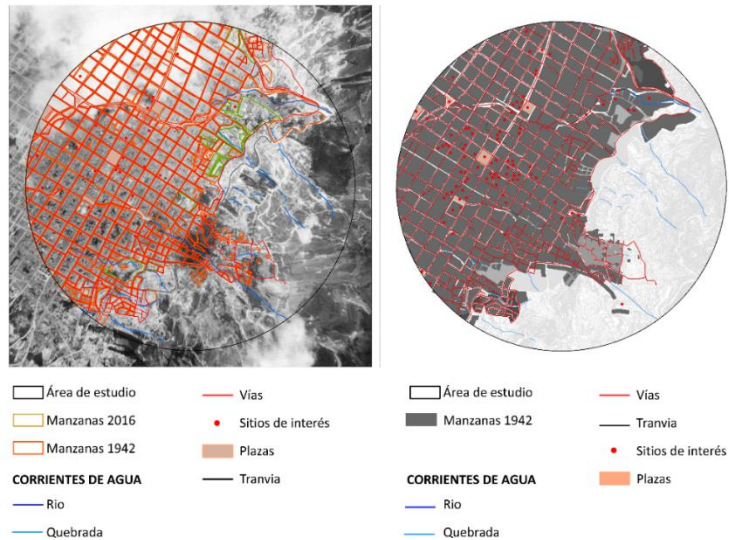 Área de estudio
Manzanas 2016
Manzanas 1942
CORRIENTES DE AGUA
Rio
Quebrada
Vías
Sitios de interés
Plazas
Tranvia
Área de estudio
Manzanas 1942
CORRIENTES DE AGUA
Rio
Quebrada
Vías
Tranvia
Sitios de interés
Plazas